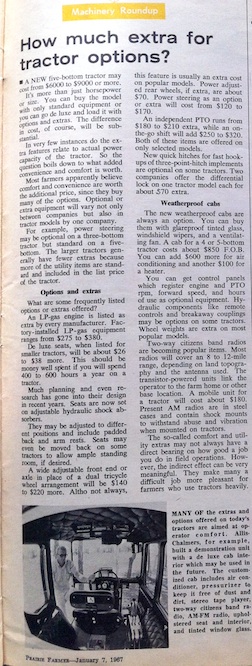 Machinery Roundup
How much extra for
tractor options?
■ A NEW five-bottom tractor may
cost from $6000 to $9000 or more.
It's more than just horsepower
or size. You can buy the model
with only standard equipment or
you can go de luxe and load it with
options and extras. The difference
in cost, of course, will be sub-
stantial.
In very few instances do the ex-
tra features relate to actual power
capacity of the tractor. So the
question boils down to what added
convenience and comfort is worth.
Most farmers apparently believe
comfort and convenience are worth
the additional price, since they buy
many of the options. Optional or
extra equipment will vary not only
between companies but also in
tractor models by one company.
For example, power steering
may be optional on a three-bottom
tractor but standard on a five-
bottom. The larger tractors gen-
erally have fewer extras because
more of the utility items are stand-
ard and included in the list price
of the tractor.
Options and extras
What are some frequently listed
options or extras offered?
An LP-gas engine is listed as
extra by every manufacturer. Fac-
tory-installed LP-gas equipment
ranges from $275 to $380.
De luxe seats, when listed for
smaller tractors, will be about $25
to $38 more. This should be
money well spent if you will spend
400 to 600 hours a year on a
tractor.
Much planning and even re-
search has gone into their design
in recent years. Seats are now set
on adjustable hydraulic shock ab-
sorbers.
They may be adjusted to differ-
ent positions and include padded
back and arm rests. Seats may
even be moved back on some
tractors to allow ample standing
room, if desired.
A wide adjustable front end or
axle in place of a dual tricycle
wheel arrangement will be $140
to $220 more. Altho not always,
this feature is usually an extra cost
on popular models. Power adjust-
ed rear wheels, if extra, are about
$70. Power steering as an option
or extra will cost from $120 to
$170.
An independent PTO runs from
$180 to $210 extra, while an on-
the-go shift will add $250 to $320.
Both of these items are offered on
only selected models.
New quick hitches for fast hook-
ups of three-point-hitch implements
are optional on some tractors. Two
companies offer the differential
lock on one tractor model each for
about $70 extra.
Weatherproof cabs
The new weatherproof cabs are
always an option. You can buy
them with glareproof tinted glass,
windshield wipers, and a ventilat-
ing fan. A cab for a 4 or 5-bottom
tractor costs about $850 F.O.B.
You can add $600 more for air
conditioning and another $100 for
a heater.
You can get control panels
which register engine and PTO
rpm, forward speed, and hours
of use as optional equipment. Hy-
draulic components like remote
controls and breakaway couplings
may be options on some tractors.
Wheel weights are extra on most
popular models.
Two-way citizens band radios
are becoming popular items. Most
radios will cover an 8 to 12-mile
range, depending on land topogra-
phy and the antenna used. The
transistor-powered units link the
operator to the farm home or other
base location. A mobile unit for
a tractor will cost about $180.
Present AM radios are in steel
cases and contain shock mounts
to withstand abuse and vibration
when mounted on tractors.
The so-called comfort and util-
ity extras may not always have a
direct bearing on how good a job
you do in field operations. How-
ever, the indirect effect can be very
meaningful. They make many a
difficult job more pleasant for
farmers who use tractors heavily.
MANY OF the extras and
options offered on today's
tractors are aimed at op-
erator comfort. Allis-
Chalmers, for example,
built a demonstration unit
with a de luxe cab inte-
rior which may be used in
the future. The custom-
ized cab includes air con-
ditioner, pressurizer to
keep it free of dust and
dirt, stereo tape player,
two-way citizens band ra-
dio, AM-FM radio, uphol-
stered seat and interior,
and tinted window glass.
PRAIRIE FARMER—January 7, 1967